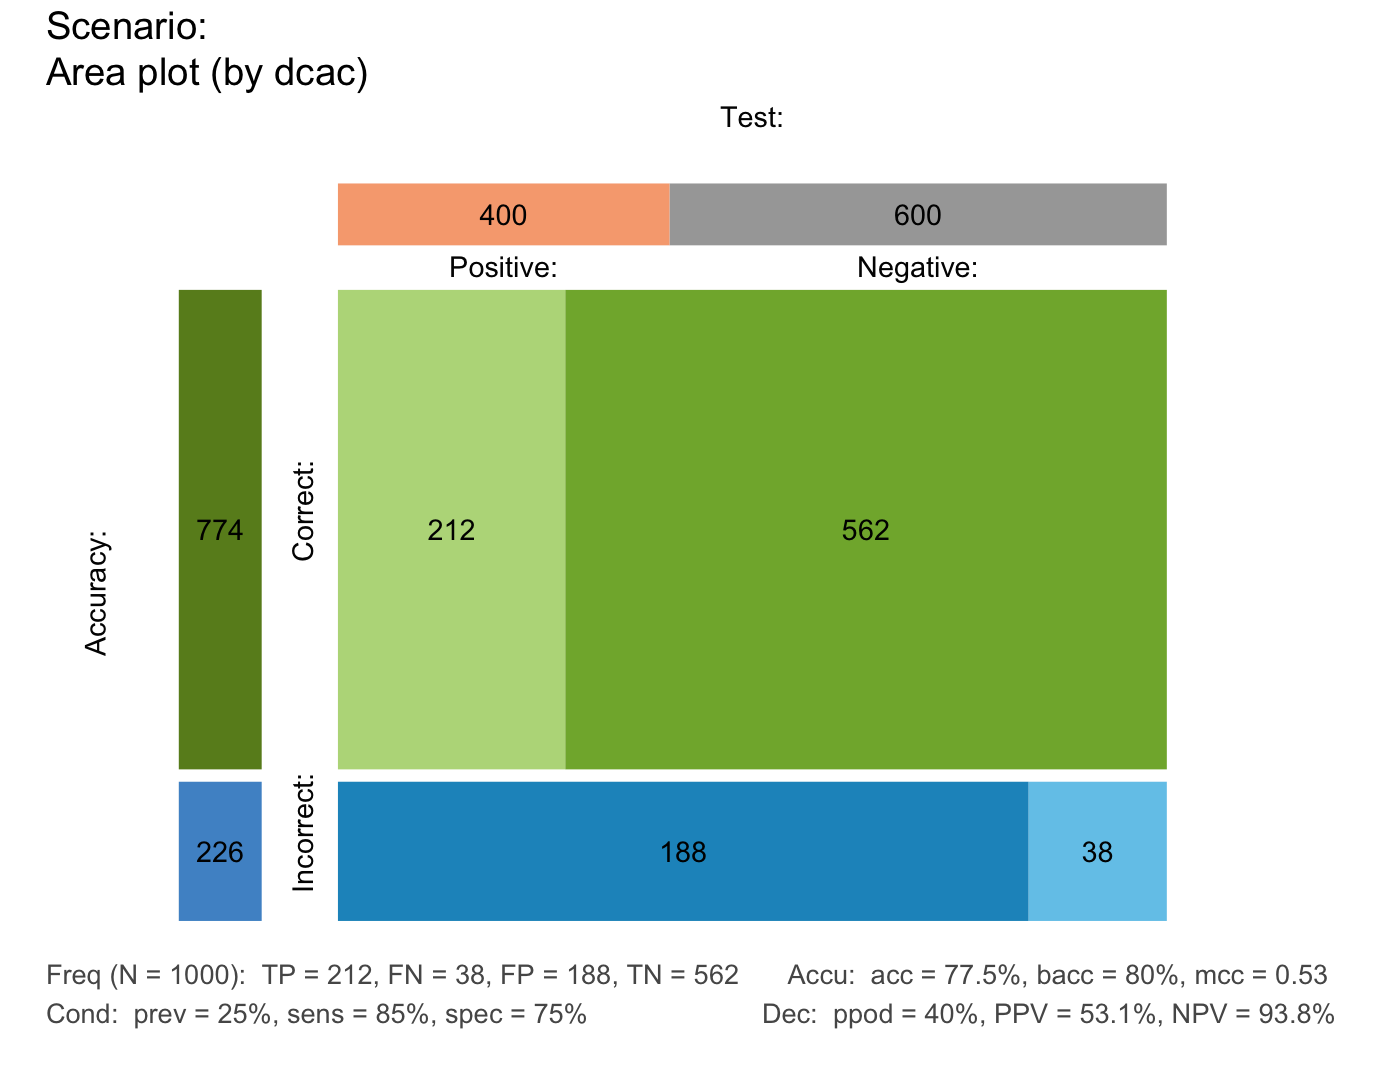 Scenario:
Area plot (by dcac)
Test:
400
600
Positive:
Negative:
Accuracy:
774
Correct:
212
562
226
Incorrect:
188
38
Freq (N = 1000):  TP = 212, FN = 38, FP = 188, TN = 562
Accu:  acc = 77.5%, bacc = 80%, mcc = 0.53
Cond:  prev = 25%, sens = 85%, spec = 75%
Dec:  ppod = 40%, PPV = 53.1%, NPV = 93.8%